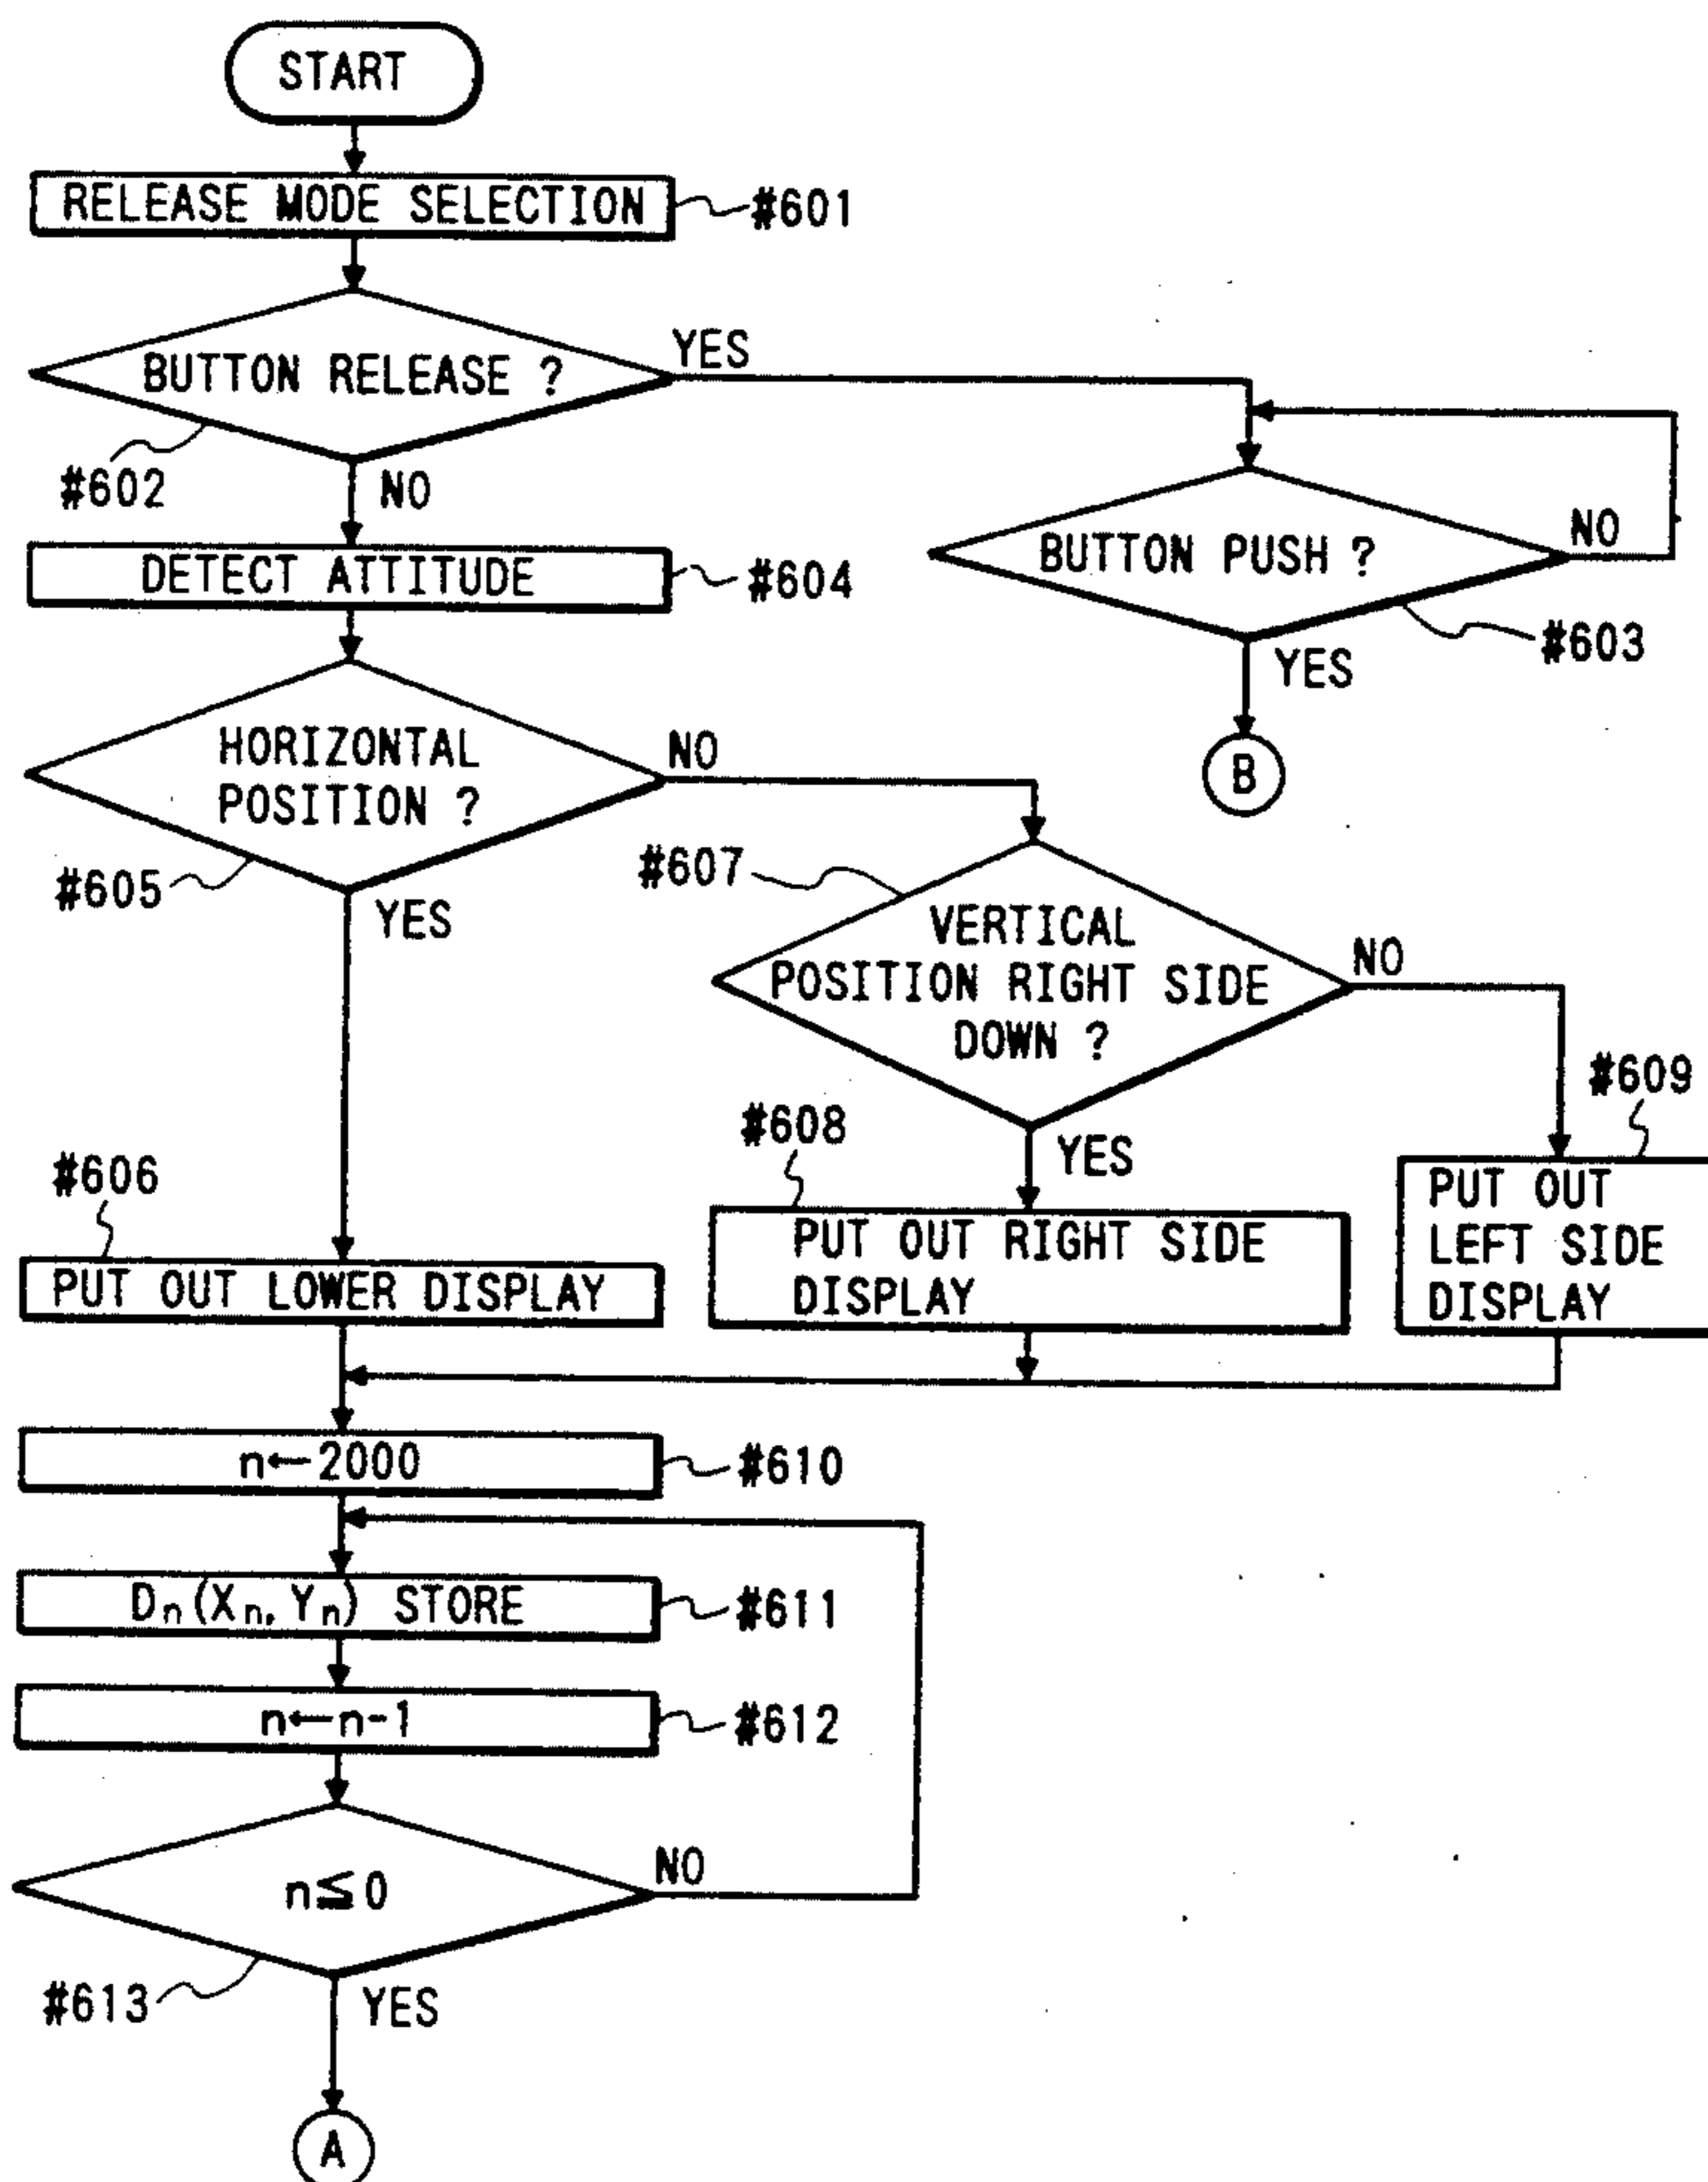 START
RELEASE MODE SELECTION
#601
BUTTON RELEASE ?
YES
#602
NO
BUTTON PUSH ?
NO
#603
YES
B
DETECT ATTITUDE
#604
HORIZONTAL
POSITION ?
NO
#605
YES
#607
VERTICAL
POSITION RIGHT SIDE
DOWN ?
NO
YES
#606
PUT OUT LOWER DISPLAY
#608
PUT OUT RIGHT SIDE
DISPLAY
#609
PUT OUT
LEFT SIDE
DISPLAY
n←2000
#610
Dn(Xn,Yn) STORE
#611
n←n-1
#612
n≦0
NO
#613
YES
A